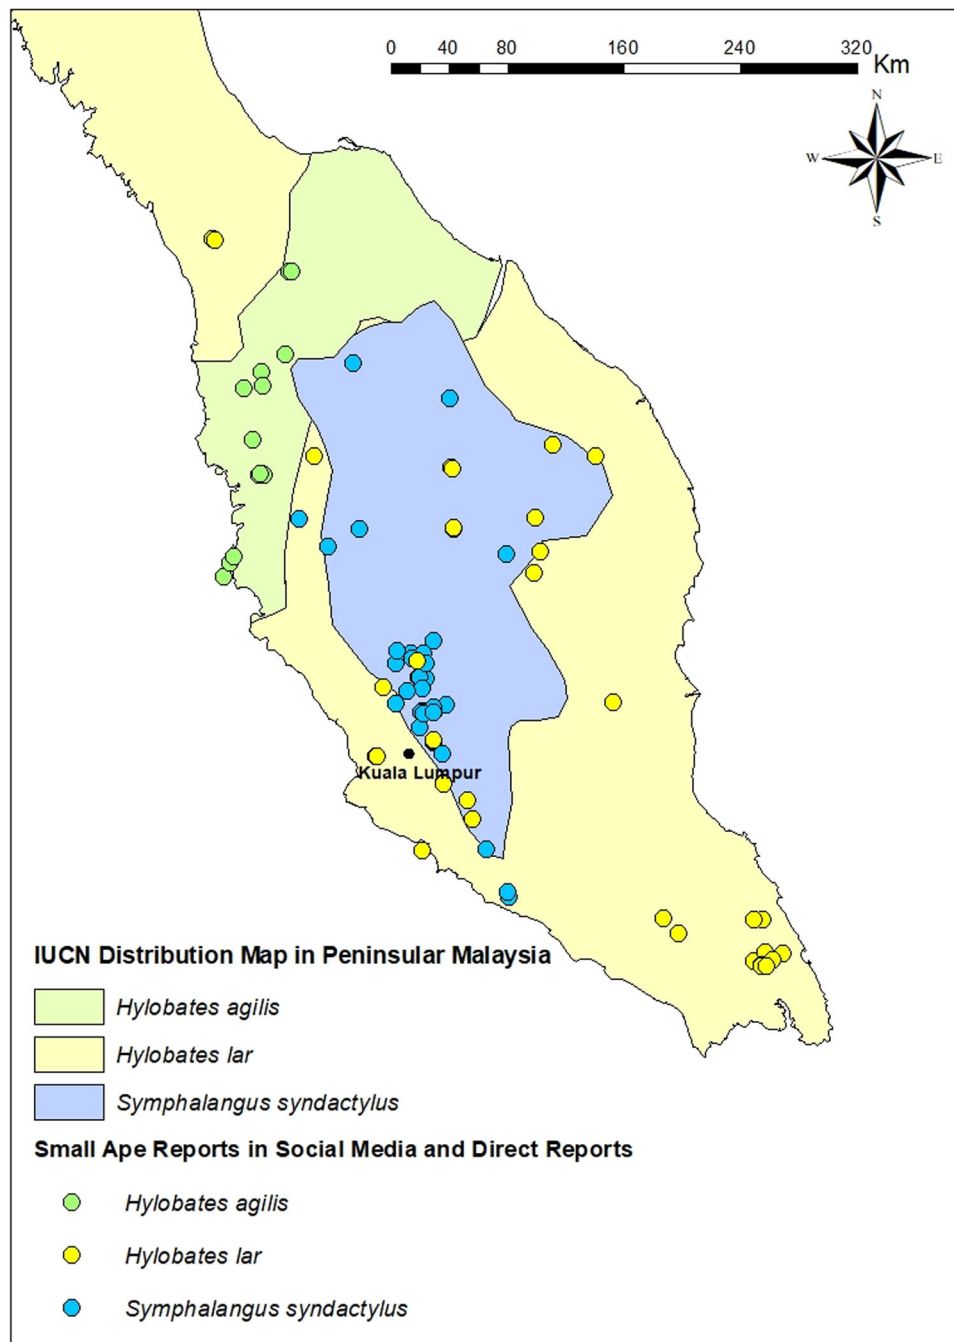 0 40 80 160 240 320
Km
N
W E
S
Kuala Lumpur
IUCN Distribution Map in Peninsular Malaysia
Hylobates agilis
Hylobates lar
Symphalangus syndactylus
Small Ape Reports in Social Media and Direct Reports
Hylobates agilis
Hylobates lar
Symphalangus syndactylus